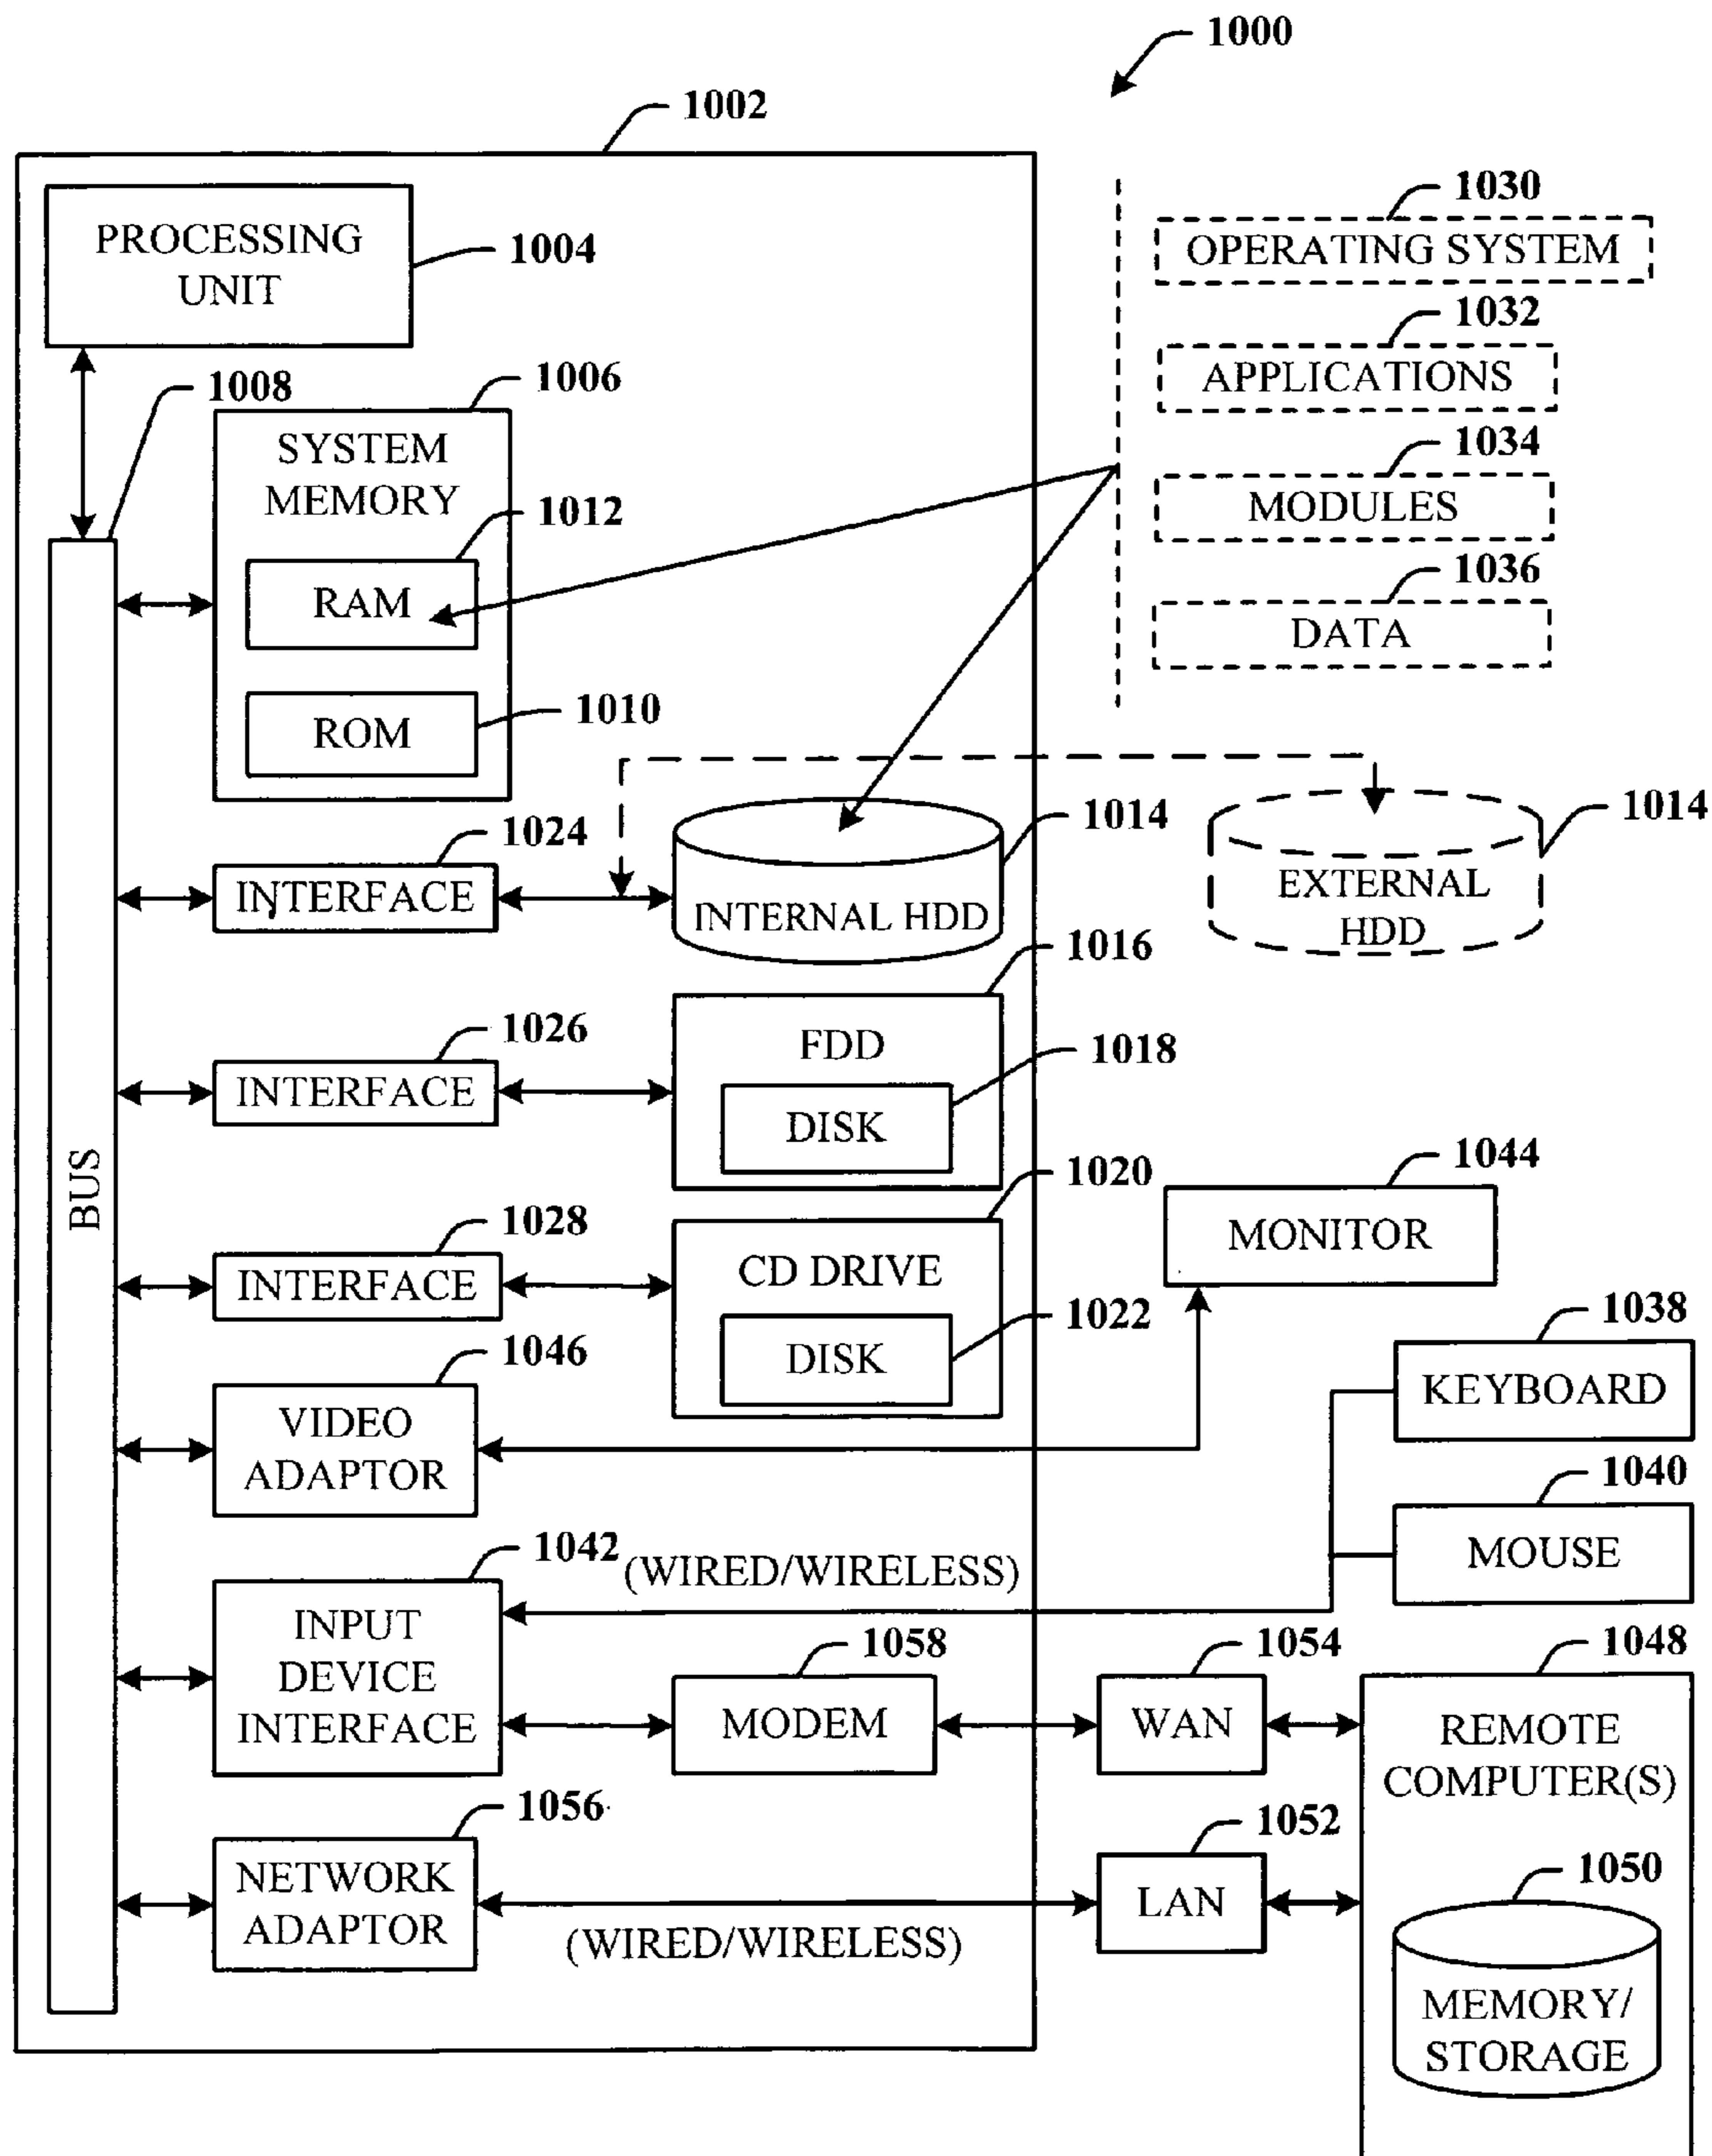 1000
1002
PROCESSING
UNIT
1004
1030
OPERATING SYSTEM
1032
APPLICATIONS
1034
MODULES
1036
DATA
1008
1006
SYSTEM
MEMORY
1012
RAM
1010
ROM
1024
INTERFACE
1014
INTERNAL HDD
1014
EXTERNAL
HDD
1016
FDD
1018
DISK
1026
INTERFACE
BUS
1020
CD DRIVE
1022
DISK
1028
INTERFACE
1044
MONITOR
1046
VIDEO
ADAPTOR
1038
KEYBOARD
1040
MOUSE
1042
(WIRED/WIRELESS)
INPUT
DEVICE
INTERFACE
1058
MODEM
1054
WAN
1048
REMOTE
COMPUTER(S)
1056
NETWORK
ADAPTOR
(WIRED/WIRELESS)
1052
LAN
1050
MEMORY/
STORAGE